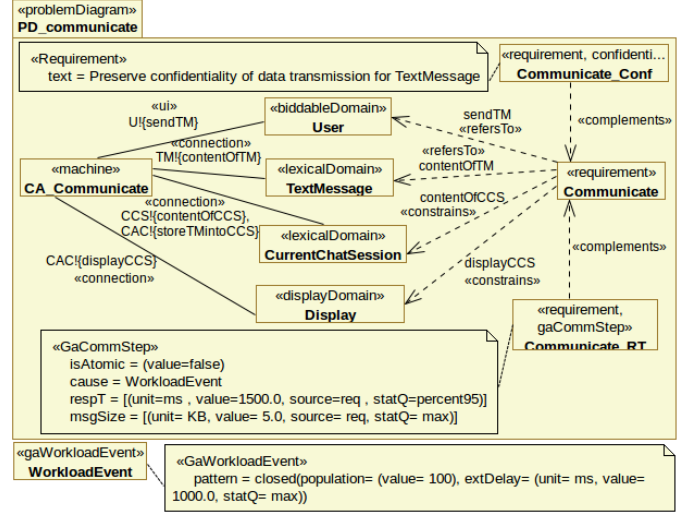 «problemDiagram»
PD_communicate
«Requirement»
text = Preserve confidentiality of data transmission for TextMessage
«requirement, confidenti...
Communicate_Conf
«ui»
U!{sendTM}
«biddableDomain»
User
sendTM
«refersTo»
«complements»
«connection»
TM!{contentOfTM}
«machine»
CA_Communicate
«lexicalDomain»
TextMessage
«refersTo»
contentOfTM
«requirement»
Communicate
«connection»
CCS!{contentOfCCS},
CAC!{storeTMintoCCS}
«lexicalDomain»
CurrentChatSession
contentOfCCS
«constrains»
«complements»
CAC!{displayCCS}
«connection»
«displayDomain»
Display
displayCCS
«constrains»
«requirement,
gaCommStep»
Communicate_RT
«GaCommStep»
isAtomic = (value=false)
cause = WorkloadEvent
respT = [(unit=ms , value=1500.0, source=req , statQ=percent95)]
msgSize = [(unit= KB, value= 5.0, source= req, statQ= max)]
«gaWorkloadEvent»
WorkloadEvent
«GaWorkloadEvent»
pattern = closed(population= (value= 100), extDelay= (unit= ms, value=
1000.0, statQ= max))